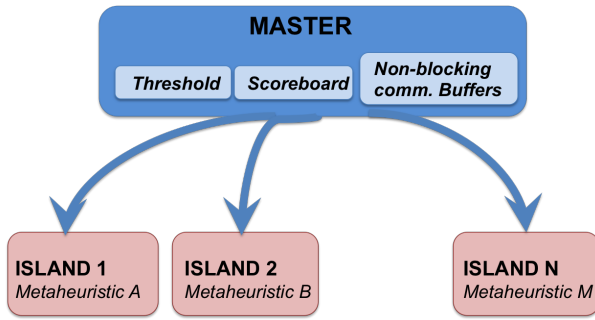 MASTER
Threshold
Scoreboard
Non-blocking
comm. Buffers
ISLAND 1
Metaheuristic A
ISLAND 2
Metaheuristic B
ISLAND N
Metaheuristic M